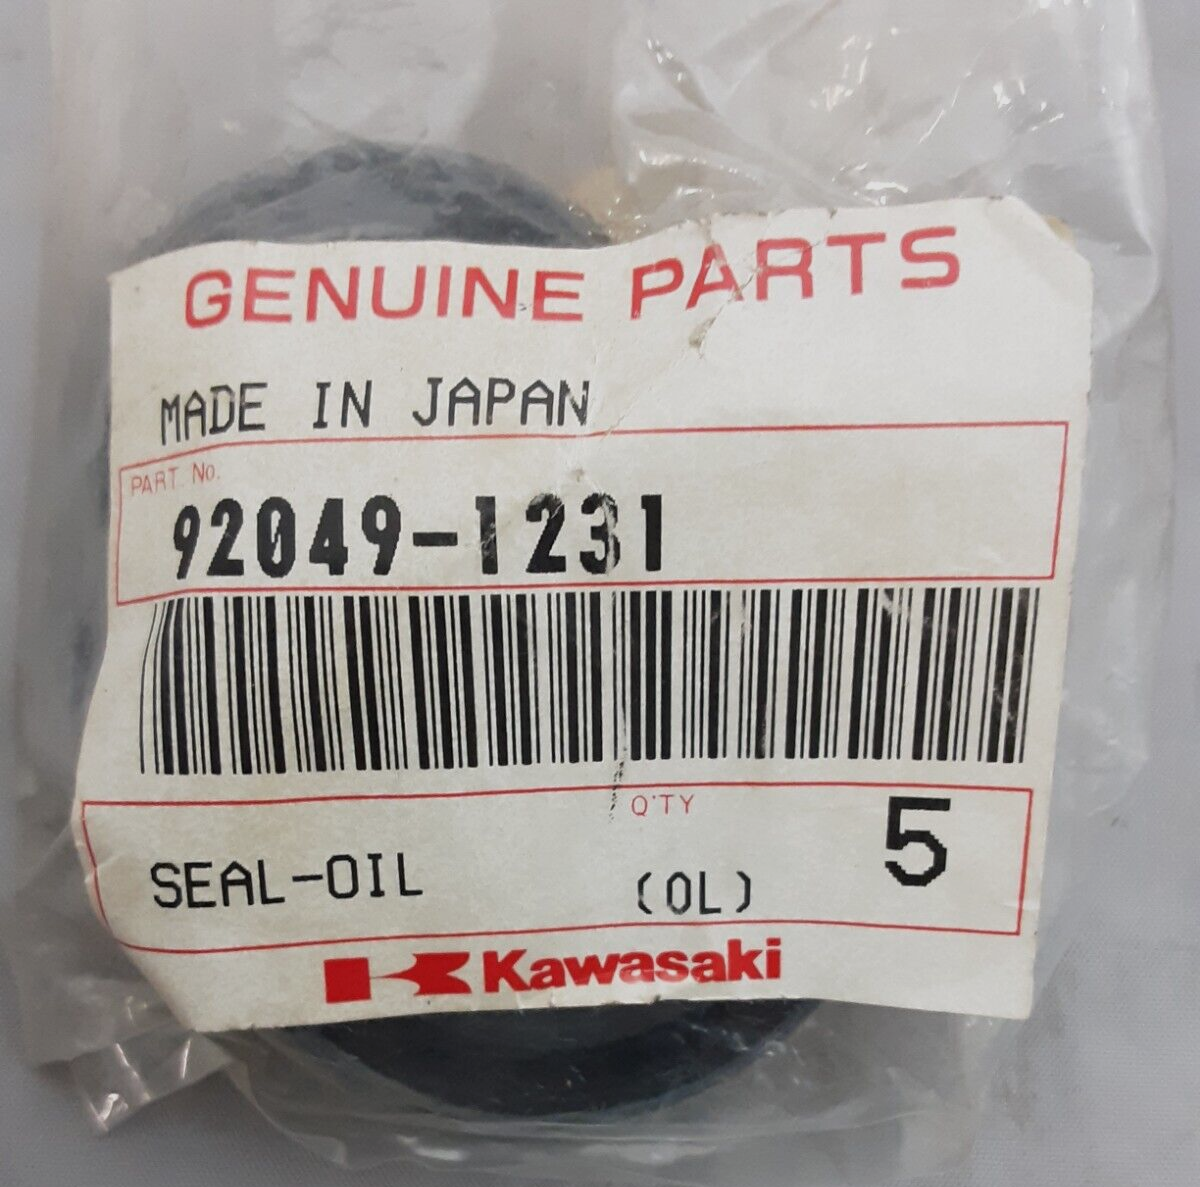 GENUINE PARTS
MADE IN JAPAN
PART. No.
92049-1231
Q'TY
5
SEAL-OIL
(OL)
Kawasaki